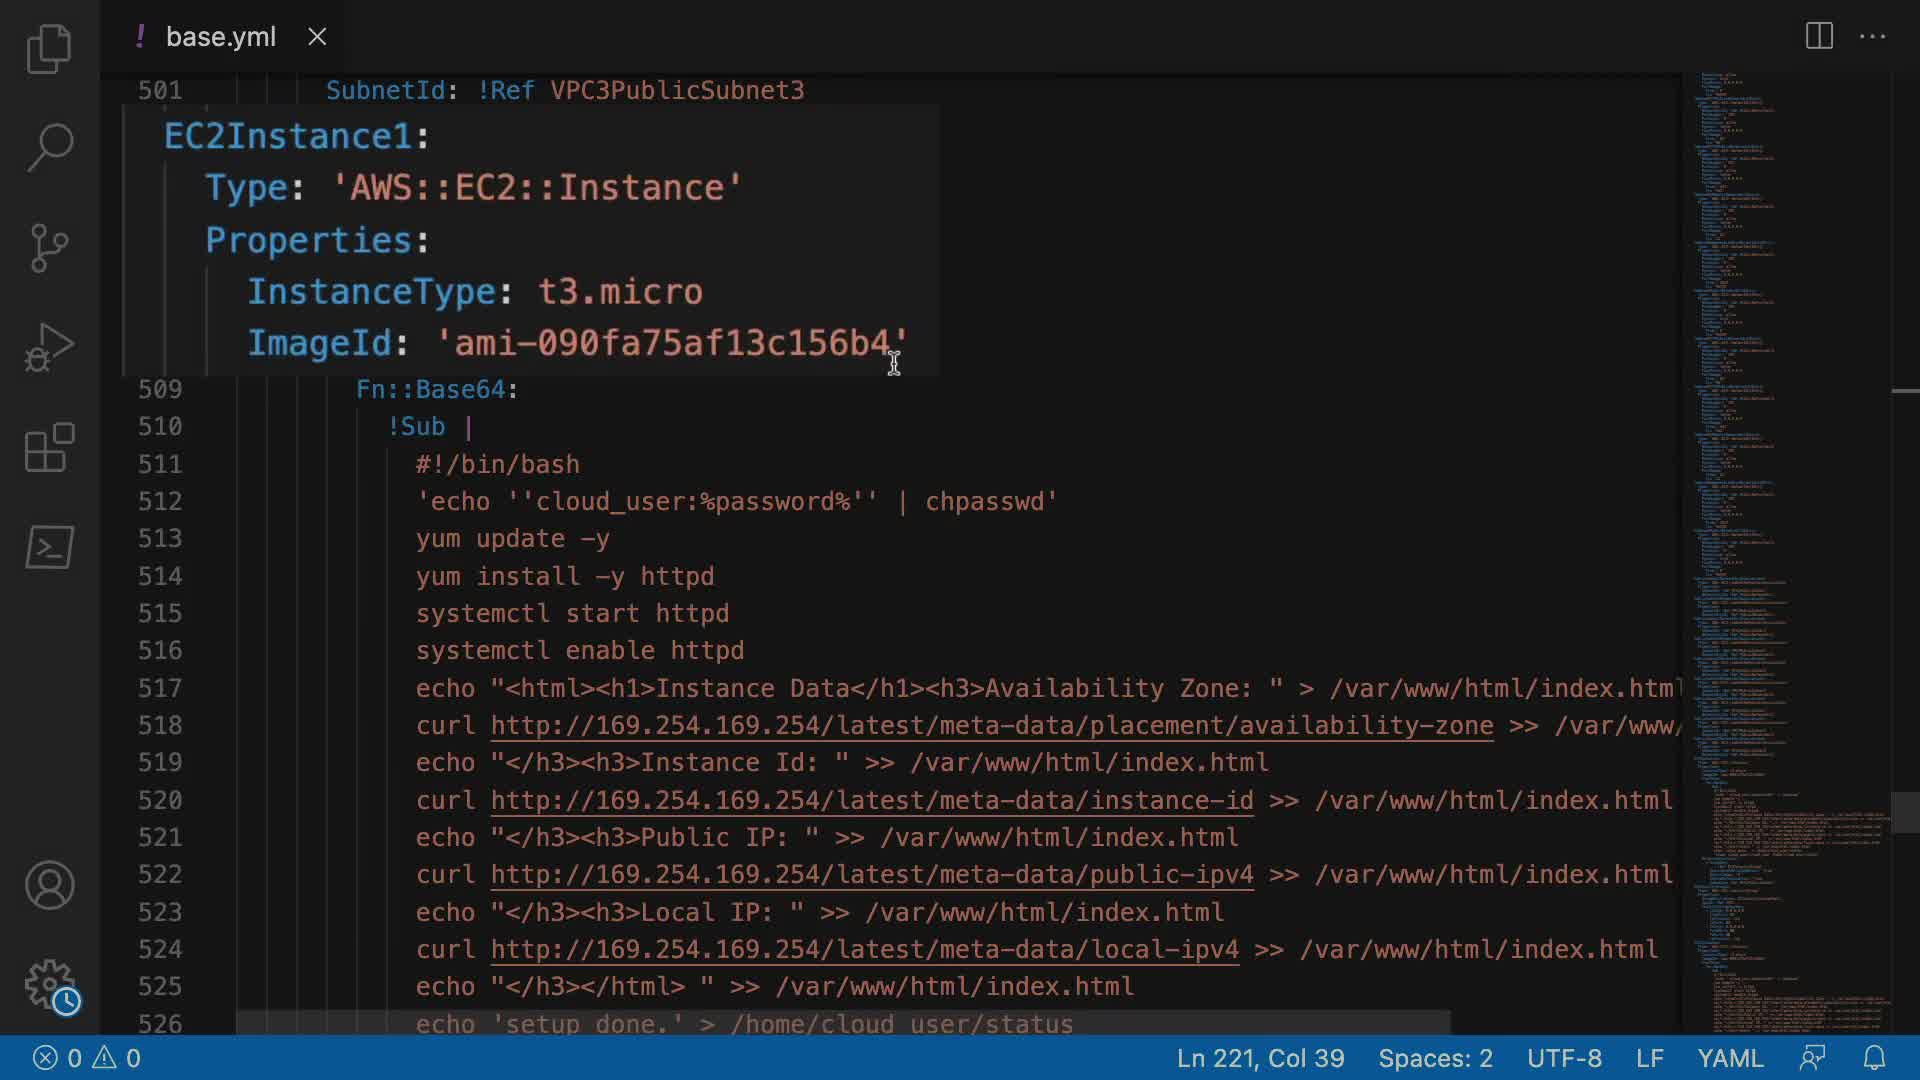 ! base.yml
501 SubnetId: !Ref VPC3PublicSubnet3
EC2Instance1:
Type: 'AWS::EC2::Instance'
Properties:
InstanceType: t3.micro
ImageId: 'ami-090fa75af13c156b4'
509 Fn::Base64:
510 !Sub |
511 #!/bin/bash
512 'echo ''cloud_user:%password%'' | chpasswd'
513 yum update -y
514 yum install -y httpd
515 systemctl start httpd
516 systemctl enable httpd
517 echo "<html><h1>Instance Data</h1><h3>Availability Zone: " > /var/www/html/index.html
518 curl http://169.254.169.254/latest/meta-data/placement/availability-zone >> /var/www/
519 echo "</h3><h3>Instance Id: " >> /var/www/html/index.html
520 curl http://169.254.169.254/latest/meta-data/instance-id >> /var/www/html/index.html
521 echo "</h3><h3>Public IP: " >> /var/www/html/index.html
522 curl http://169.254.169.254/latest/meta-data/public-ipv4 >> /var/www/html/index.html
523 echo "</h3><h3>Local IP: " >> /var/www/html/index.html
524 curl http://169.254.169.254/latest/meta-data/local-ipv4 >> /var/www/html/index.html
525 echo "</h3></html> " >> /var/www/html/index.html
526 echo 'setup done.' > /home/cloud_user/status
0 0 Ln 221, Col 39 Spaces: 2 UTF-8 LF YAML